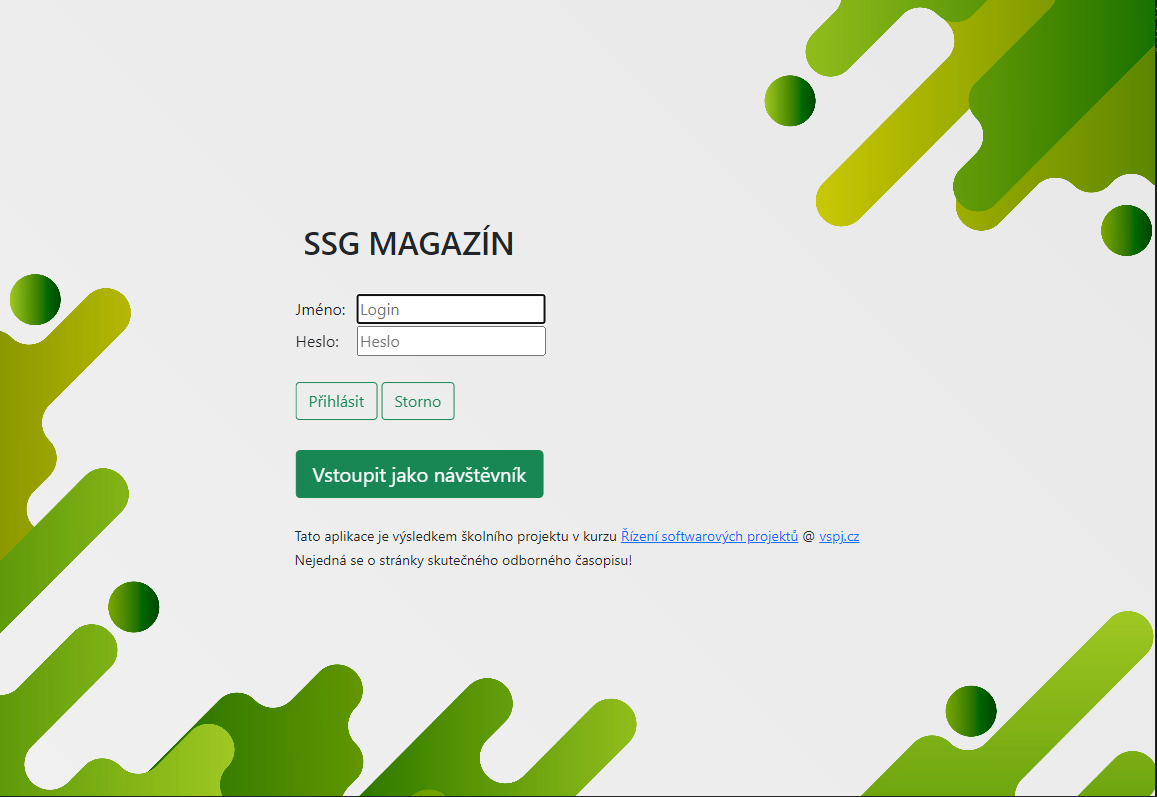 SSG MAGAZÍN
Jméno: Login
Heslo: Heslo
Přihlásit Storno
Vstoupit jako návštěvník
Tato aplikace je výsledkem školního projektu v kurzu Řízení softwarových projektů @ vspj.cz
Nejedná se o stránky skutečného odborného časopisu!